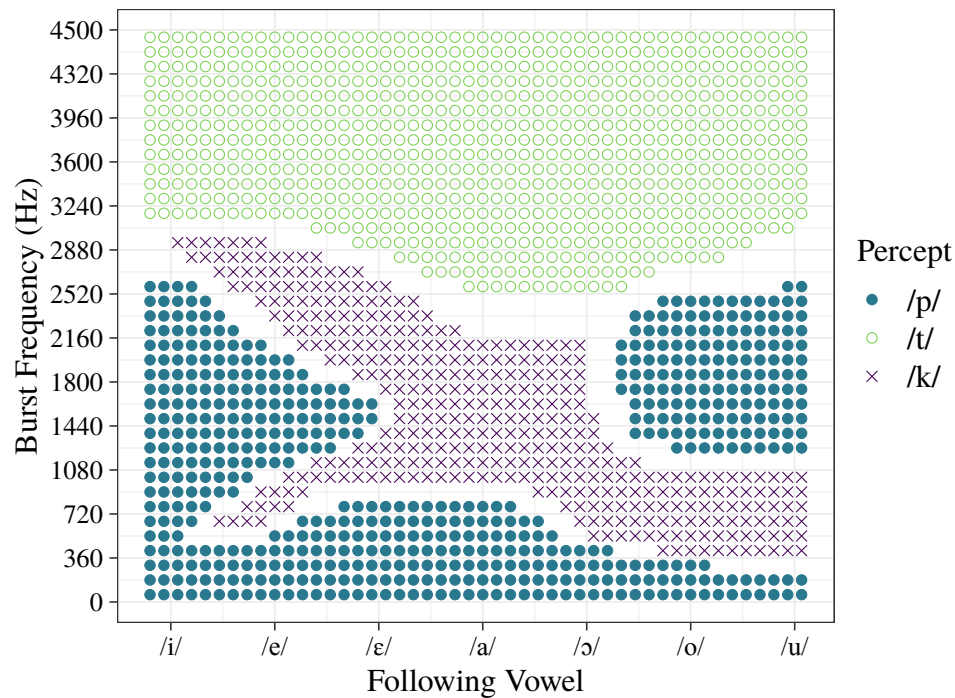 4500
4320
3960
3600
3240
2880
2520
2160
1800
1440
1080
720
360
0
Burst Frequency (Hz)
/i/ /e/ /ɛ/ /a/ /ɔ/ /o/ /u/
Following Vowel
Percept
/p/
/t/
/k/